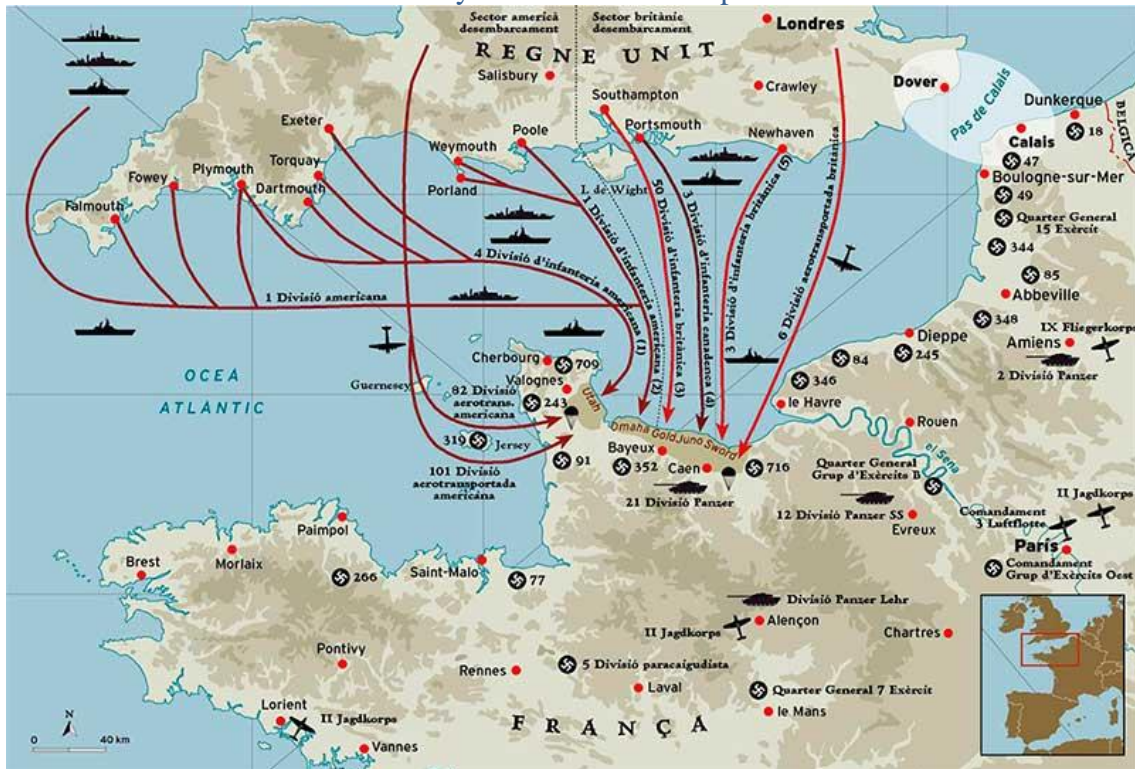 Sector americà
desembarcament
Sector britànic
desembarcament
Londres
REGNE UNIT
Salisbury
Crawley
Dover
Pas de Calais
Dunkerque
BELGICA
18
Southampton
Exeter
Poole
Portsmouth
Newhaven
Calais
47
Weymouth
Torquay
Plymouth
Porland
I. de Wight
Boulogne-sur-Mer
Fowey
Dartmouth
49
Falmouth
Quarter General
15 Exèrcit
344
85
Abbeville
348
1 Divisió americana
4 Divisió d'infanteria americana (1)
1 Divisió d'infanteria americana (2)
50 Divisió d'infanteria britànica (3)
3 Divisió d'infanteria canadenca (4)
3 Divisió d'infanteria britànica (5)
6 Divisió aerotransportada britànica
Dieppe
IX Fliegerkorps
Amiens
245
2 Divisió Panzer
84
346
le Havre
Cherbourg
709
OCEA
ATLÀNTIC
Guernesey
Valognes
82 Divisió
aerotrans.
americana
243
Utah
Omaha
Gold
Juno
Sword
Rouen
el Sena
319
Jersey
91
Bayeux
352
Caen
716
101 Divisió
aerotransportada
americana
21 Divisió Panzer
Quarter General
Grup d'Exèrcits B
12 Divisió Panzer SS
Evreux
II Jagdkorps
Comandament
3 Luftflotte
París
Comandament
Grup d'Exèrcits Oest
Paimpol
Brest
Morlaix
266
Saint-Malo
77
Divisió Panzer Lehr
II Jagdkorps
Alençon
Chartres
Pontivy
Rennes
5 Divisió paracaigudista
Laval
Quarter General 7 Exèrcit
le Mans
Lorient
II Jagdkorps
FRANÇA
Vannes
N
0
40 km